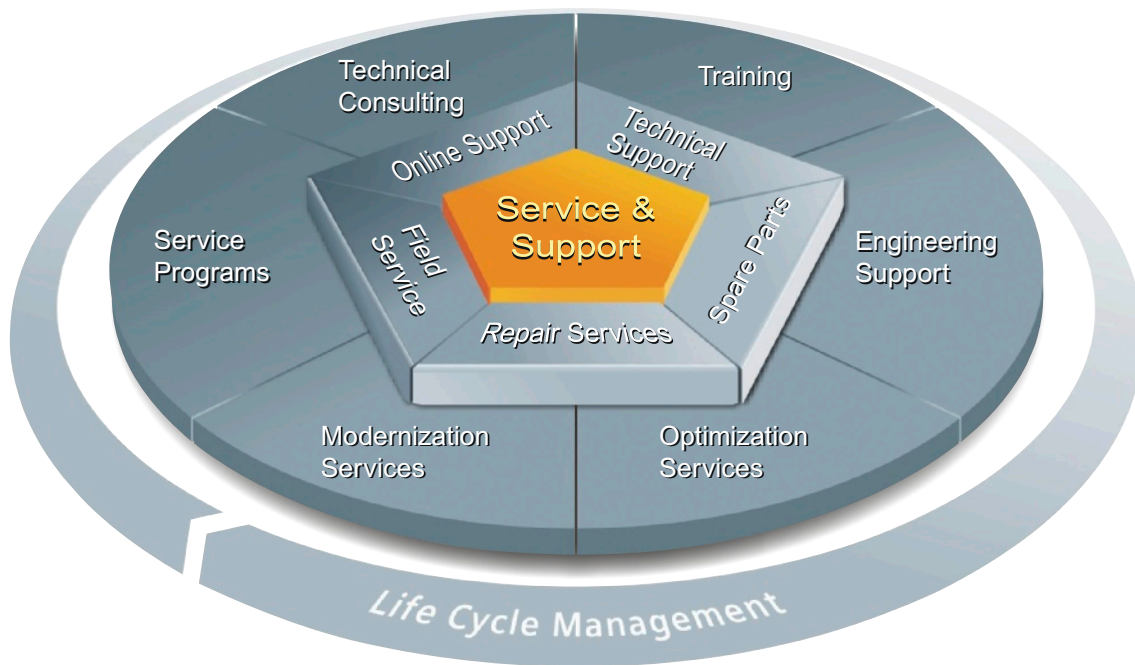 Technical
Consulting
Training
Online Support
Technical
Support
Service &
Support
Service
Programs
Field
Service
Spare Parts
Engineering
Support
Repair Services
Modernization
Services
Optimization
Services
Life Cycle Management